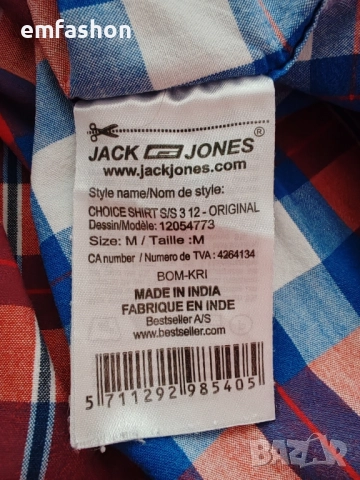 emfashon
JACK JONES ®
www.jackjones.com
Style name/Nom de style:
CHOICE SHIRT S/S 3 12- ORIGINAL
Dessin/Modèle: 12054773
Size: M / Taille :M
CA number / Numero de TVA : 4264134
BOM-KRI
MADE IN INDIA
FABRIQUE EN INDE
Bestseller A/S
www.bestseller.com
5 711292 985405
BAZAR
bg